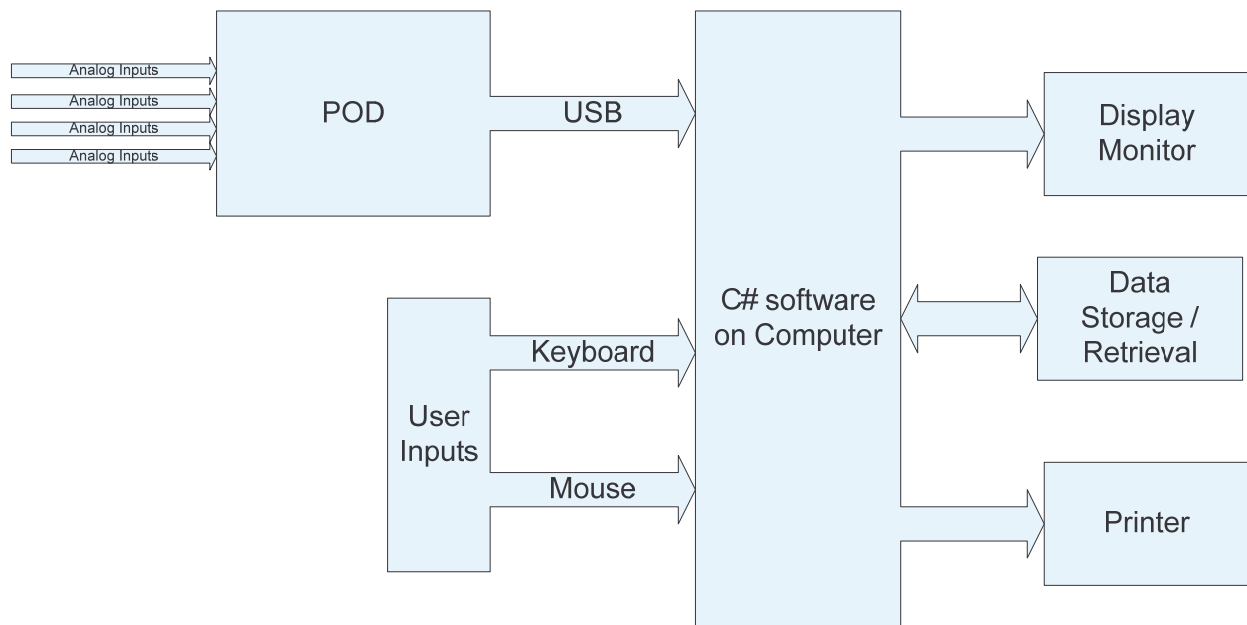 Analog Inputs
Analog Inputs
Analog Inputs
Analog Inputs
POD
USB
Display
Monitor
C# software
on Computer
Data
Storage /
Retrieval
Keyboard
User
Inputs
Mouse
Printer